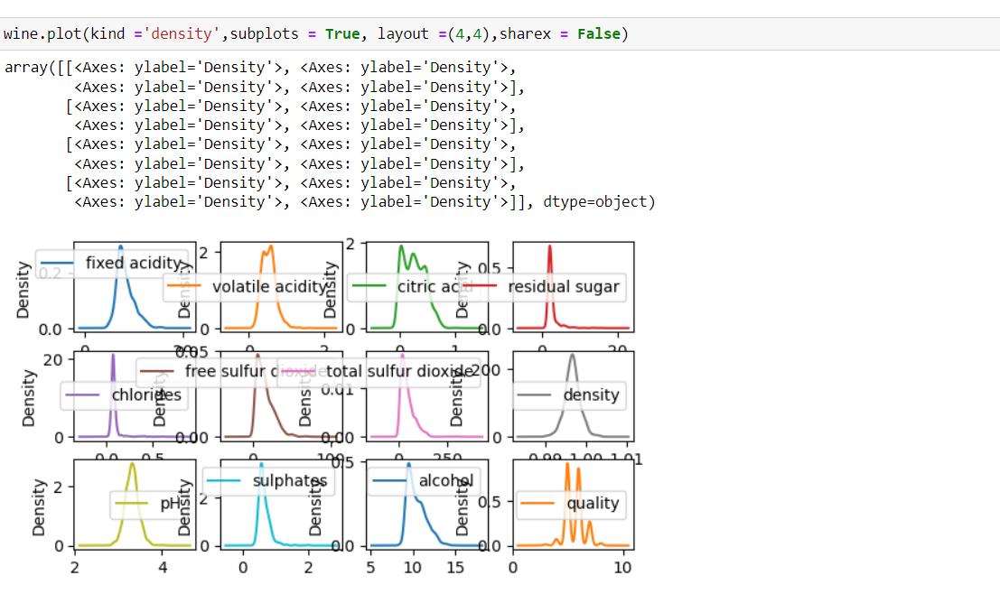 wine.plot(kind ='density',subplots = True, layout =(4,4),sharex = False)
array([[<Axes: ylabel='Density'>, <Axes: ylabel='Density'>,
<Axes: ylabel='Density'>, <Axes: ylabel='Density'>],
[<Axes: ylabel='Density'>, <Axes: ylabel='Density'>,
<Axes: ylabel='Density'>, <Axes: ylabel='Density'>],
[<Axes: ylabel='Density'>, <Axes: ylabel='Density'>,
<Axes: ylabel='Density'>, <Axes: ylabel='Density'>],
[<Axes: ylabel='Density'>, <Axes: ylabel='Density'>,
<Axes: ylabel='Density'>, <Axes: ylabel='Density'>]], dtype=object)
Density
0.2
0.0
fixed acidity
0
20
Density
2
0
volatile acidity
0
2
Density
2
0
citric
0
1
Density
0.5
0.0
residual sugar
0
20
Density
20
0
chlorides
0.0
0.5
Density
0.05
0.00
free sulfur dioxide
0
100
Density
0.01
0.00
total sulfur dioxide
0
250
Density
200
0
density
0.99
1.00
1.01
Density
2
0
pH
2
4
Density
2
0
sulphates
0
2
Density
0.5
0.0
alcohol
5
10
15
Density
0.5
0.0
quality
0
10